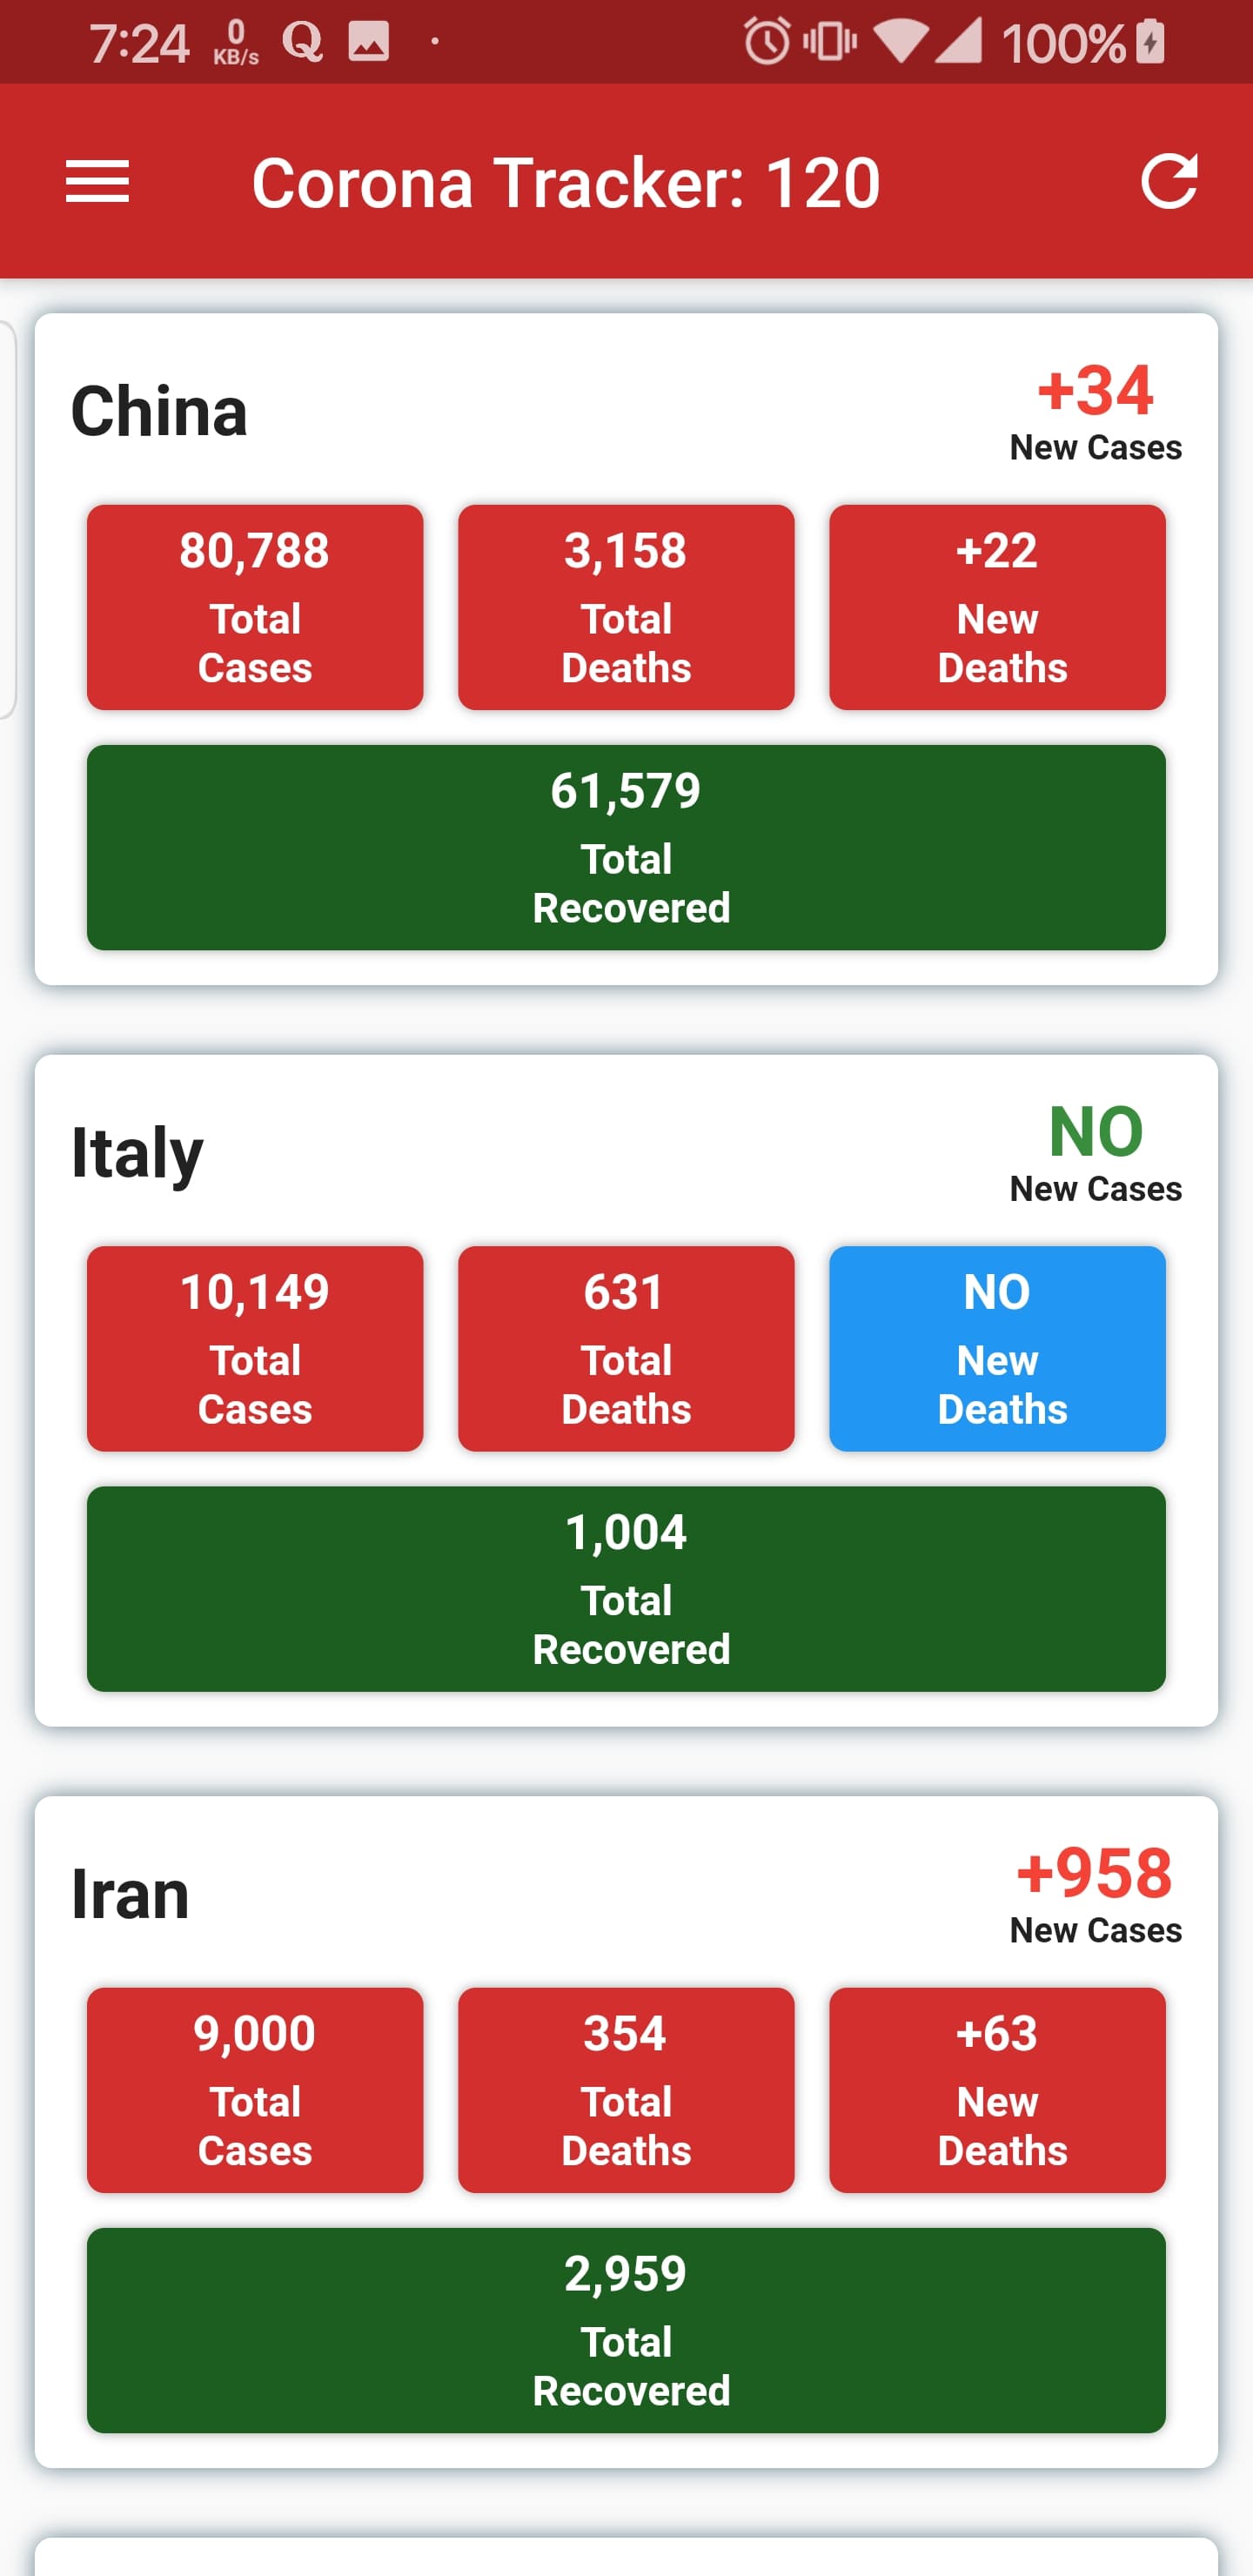 7:24 0 KB/s Q 100%
Corona Tracker: 120
China
+34
New Cases
80,788
Total
Cases
3,158
Total
Deaths
+22
New
Deaths
61,579
Total
Recovered
Italy
NO
New Cases
10,149
Total
Cases
631
Total
Deaths
NO
New
Deaths
1,004
Total
Recovered
Iran
+958
New Cases
9,000
Total
Cases
354
Total
Deaths
+63
New
Deaths
2,959
Total
Recovered